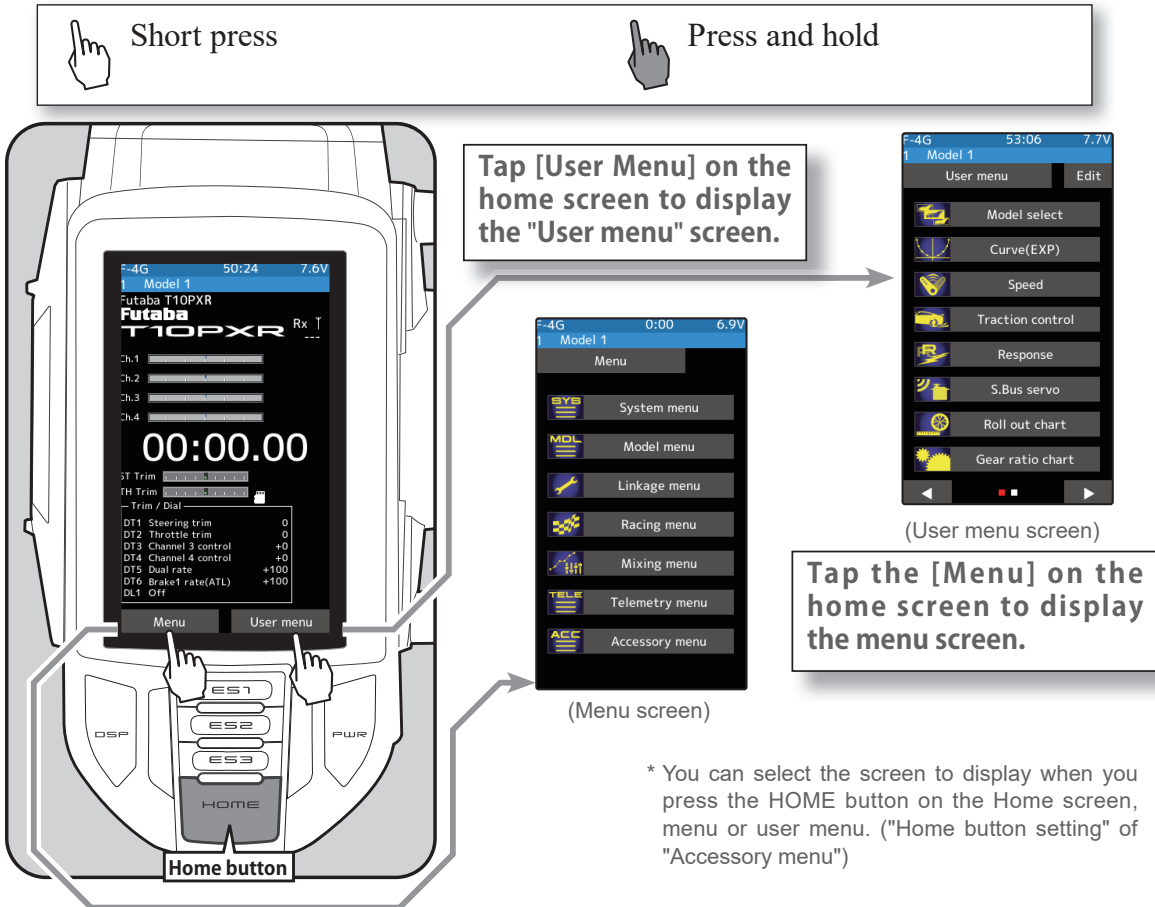 Short press
Press and hold
Tap [User Menu] on the
home screen to display
the "User menu" screen.
F-4G 53:06 7.7V
1 Model 1
User menu Edit
Model select
Curve(EXP)
Speed
Traction control
Response
S.Bus servo
Roll out chart
Gear ratio chart
(User menu screen)
F-4G 50:24 7.6V
1 Model 1
Futaba T10PXR
Futaba
T10PXR
Rx
---
Ch.1
Ch.2
Ch.3
Ch.4
00:00.00
ST Trim
TH Trim
Trim / Dial
DT1 Steering trim 0
DT2 Throttle trim 0
DT3 Channel 3 control +0
DT4 Channel 4 control +0
DT5 Dual rate +100
DT6 Brake1 rate(ATL) +100
DL1 Off
Menu User menu
ES1
ES2
ES3
DSP
PWR
HOME
Home button
F-4G 0:00 6.9V
1 Model 1
Menu
SYS System menu
MDL Model menu
Linkage menu
Racing menu
Mixing menu
TELE Telemetry menu
ACC Accessory menu
(Menu screen)
Tap the [Menu] on the
home screen to display
the menu screen.
* You can select the screen to display when you
press the HOME button on the Home screen,
menu or user menu. ("Home button setting" of
"Accessory menu")